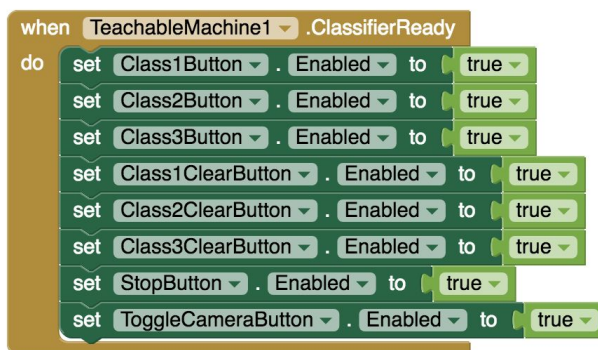 when TeachableMachine1 .ClassifierReady
do set Class1Button . Enabled to true
set Class2Button . Enabled to true
set Class3Button . Enabled to true
set Class1ClearButton . Enabled to true
set Class2ClearButton . Enabled to true
set Class3ClearButton . Enabled to true
set StopButton . Enabled to true
set ToggleCameraButton . Enabled to true